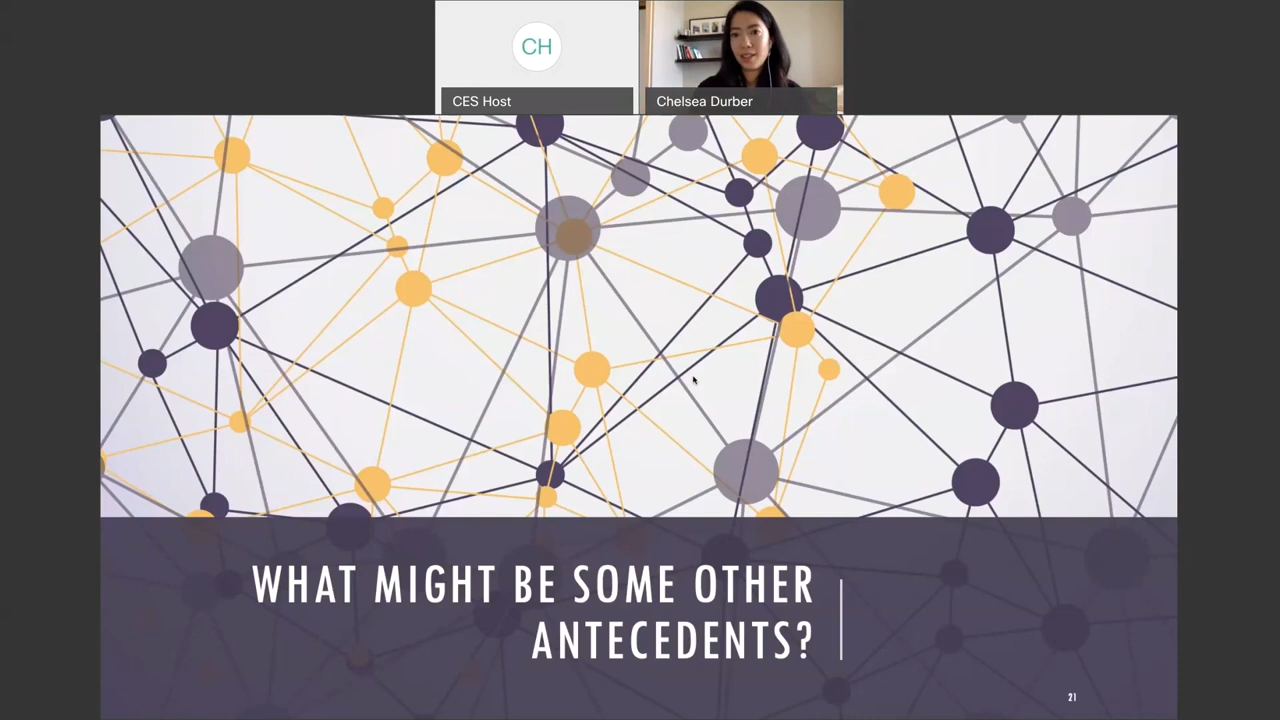 CH
CES Host
Chelsea Durber
WHAT MIGHT BE SOME OTHER
ANTECEDENTS?
21